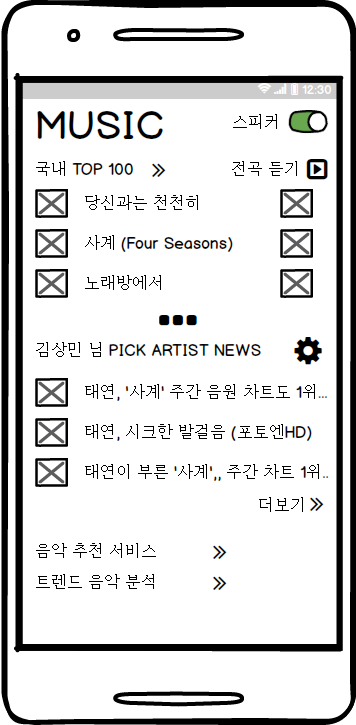 12:30
MUSIC
스피커
국내 TOP 100
전곡 듣기
당신과는 천천히
사계 (Four Seasons)
노래방에서
김상민 님 PICK ARTIST NEWS
태연, '사계' 주간 음원 차트도 1위...
태연, 시크한 발걸음 (포토엔HD)
태연이 부른 '사계',, 주간 차트 1위..
더보기
음악 추천 서비스
트렌드 음악 분석